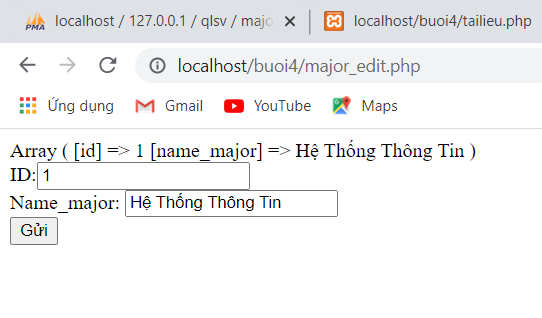 PMA localhost / 127.0.0.1 / qlsv / majo
localhost/buoi4/tailieu.php
localhost/buoi4/major_edit.php
Ứng dụng Gmail YouTube Maps
Array ( [id] => 1 [name_major] => Hệ Thống Thông Tin )
ID: 1
Name_major: Hệ Thống Thông Tin
Gửi